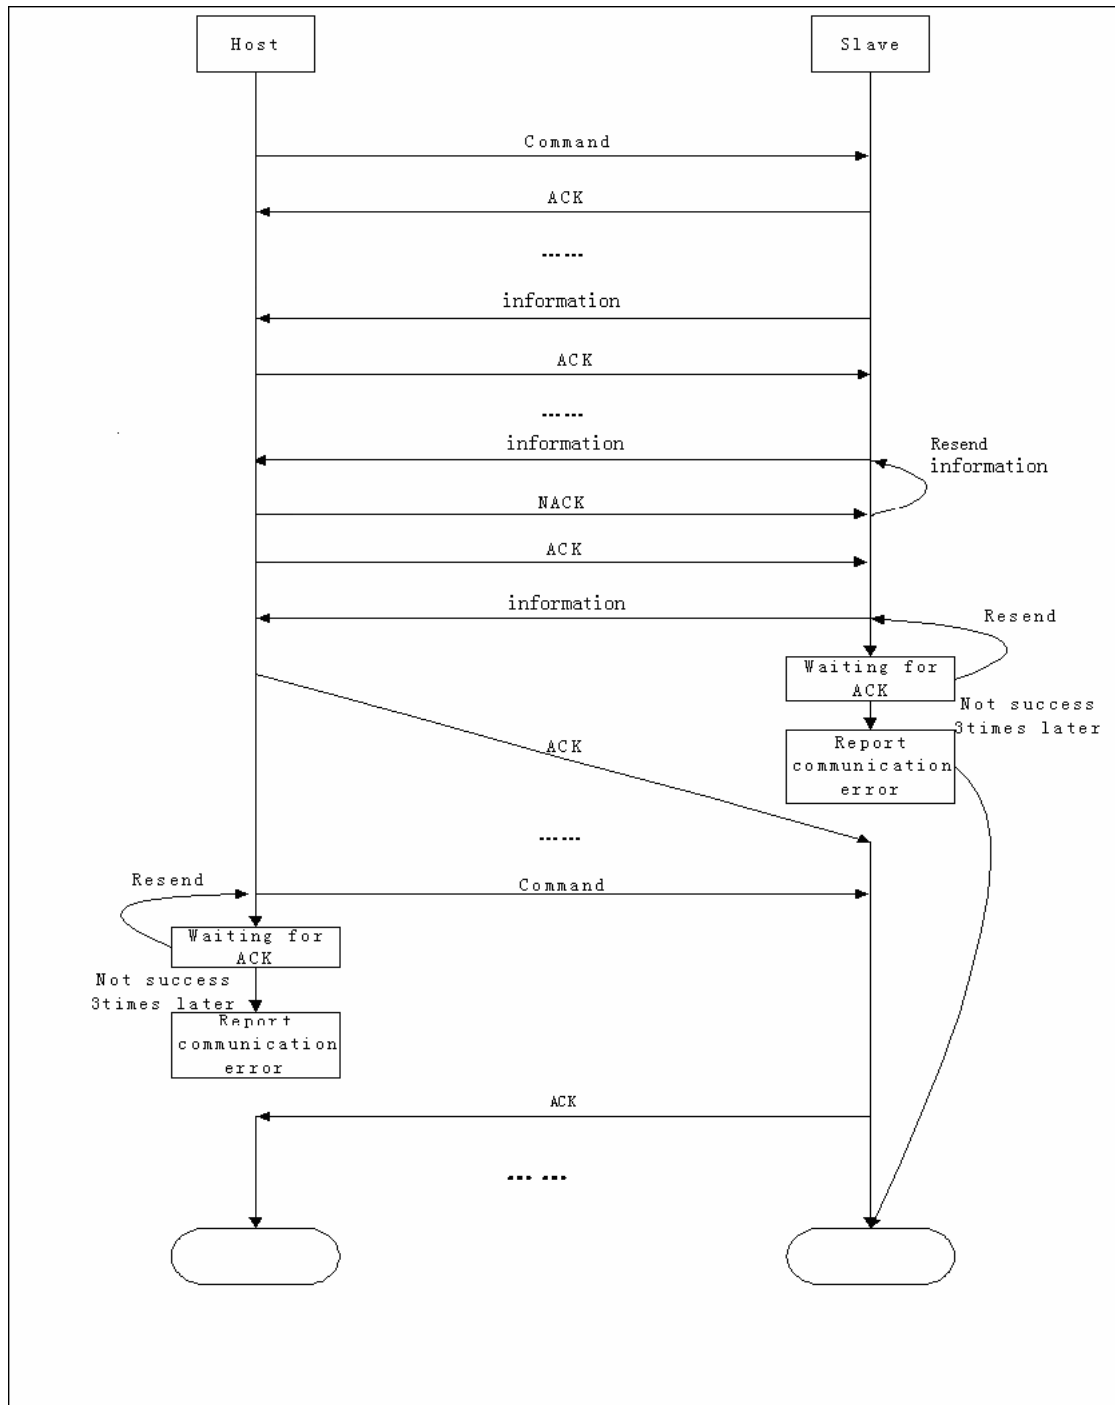 Host
Slave
Command
ACK
......
information
ACK
......
information
Resend
information
NACK
ACK
information
Resend
Waiting for
ACK
Not success
3times later
Report
communication
error
ACK
......
Resend
Command
Waiting for
ACK
Not success
3times later
Report
communication
error
ACK
... ...